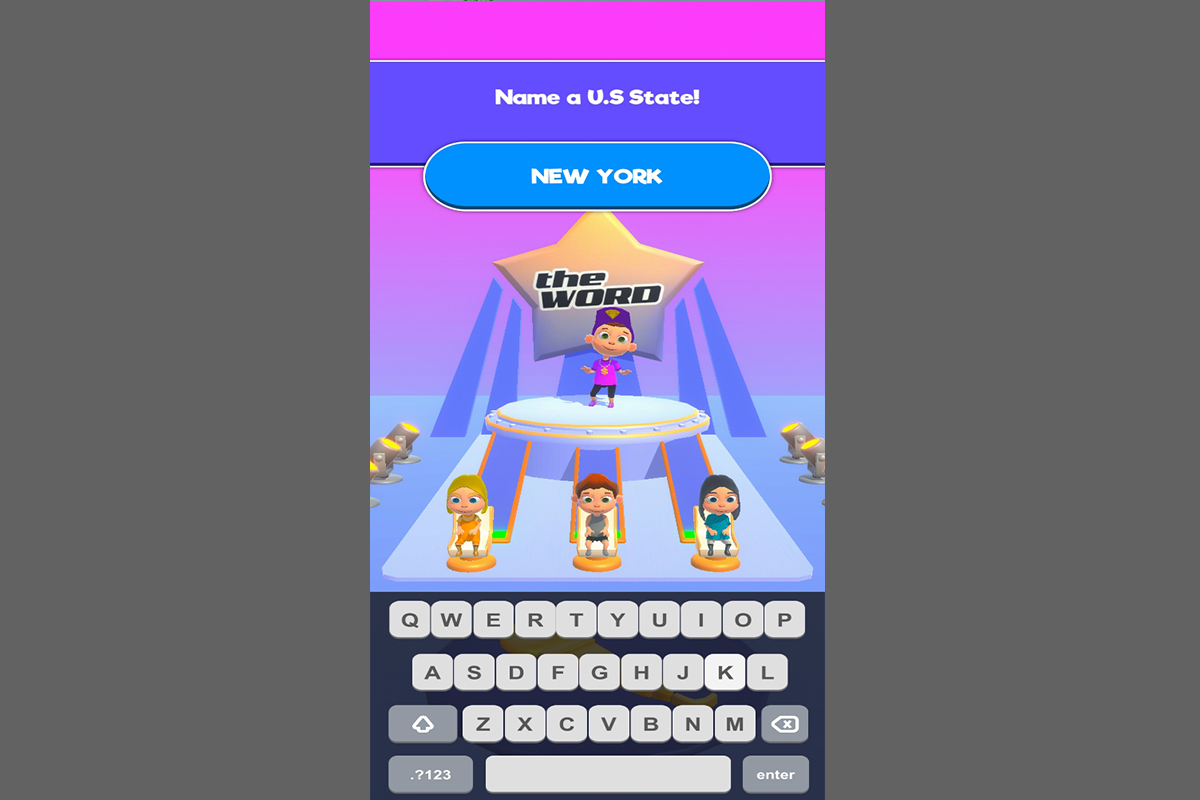 Name a U.S State!
NEW YORK
the
WORD
Q W E R T Y U I O P
A S D F G H J K L
Z X C V B N M
.?123 enter